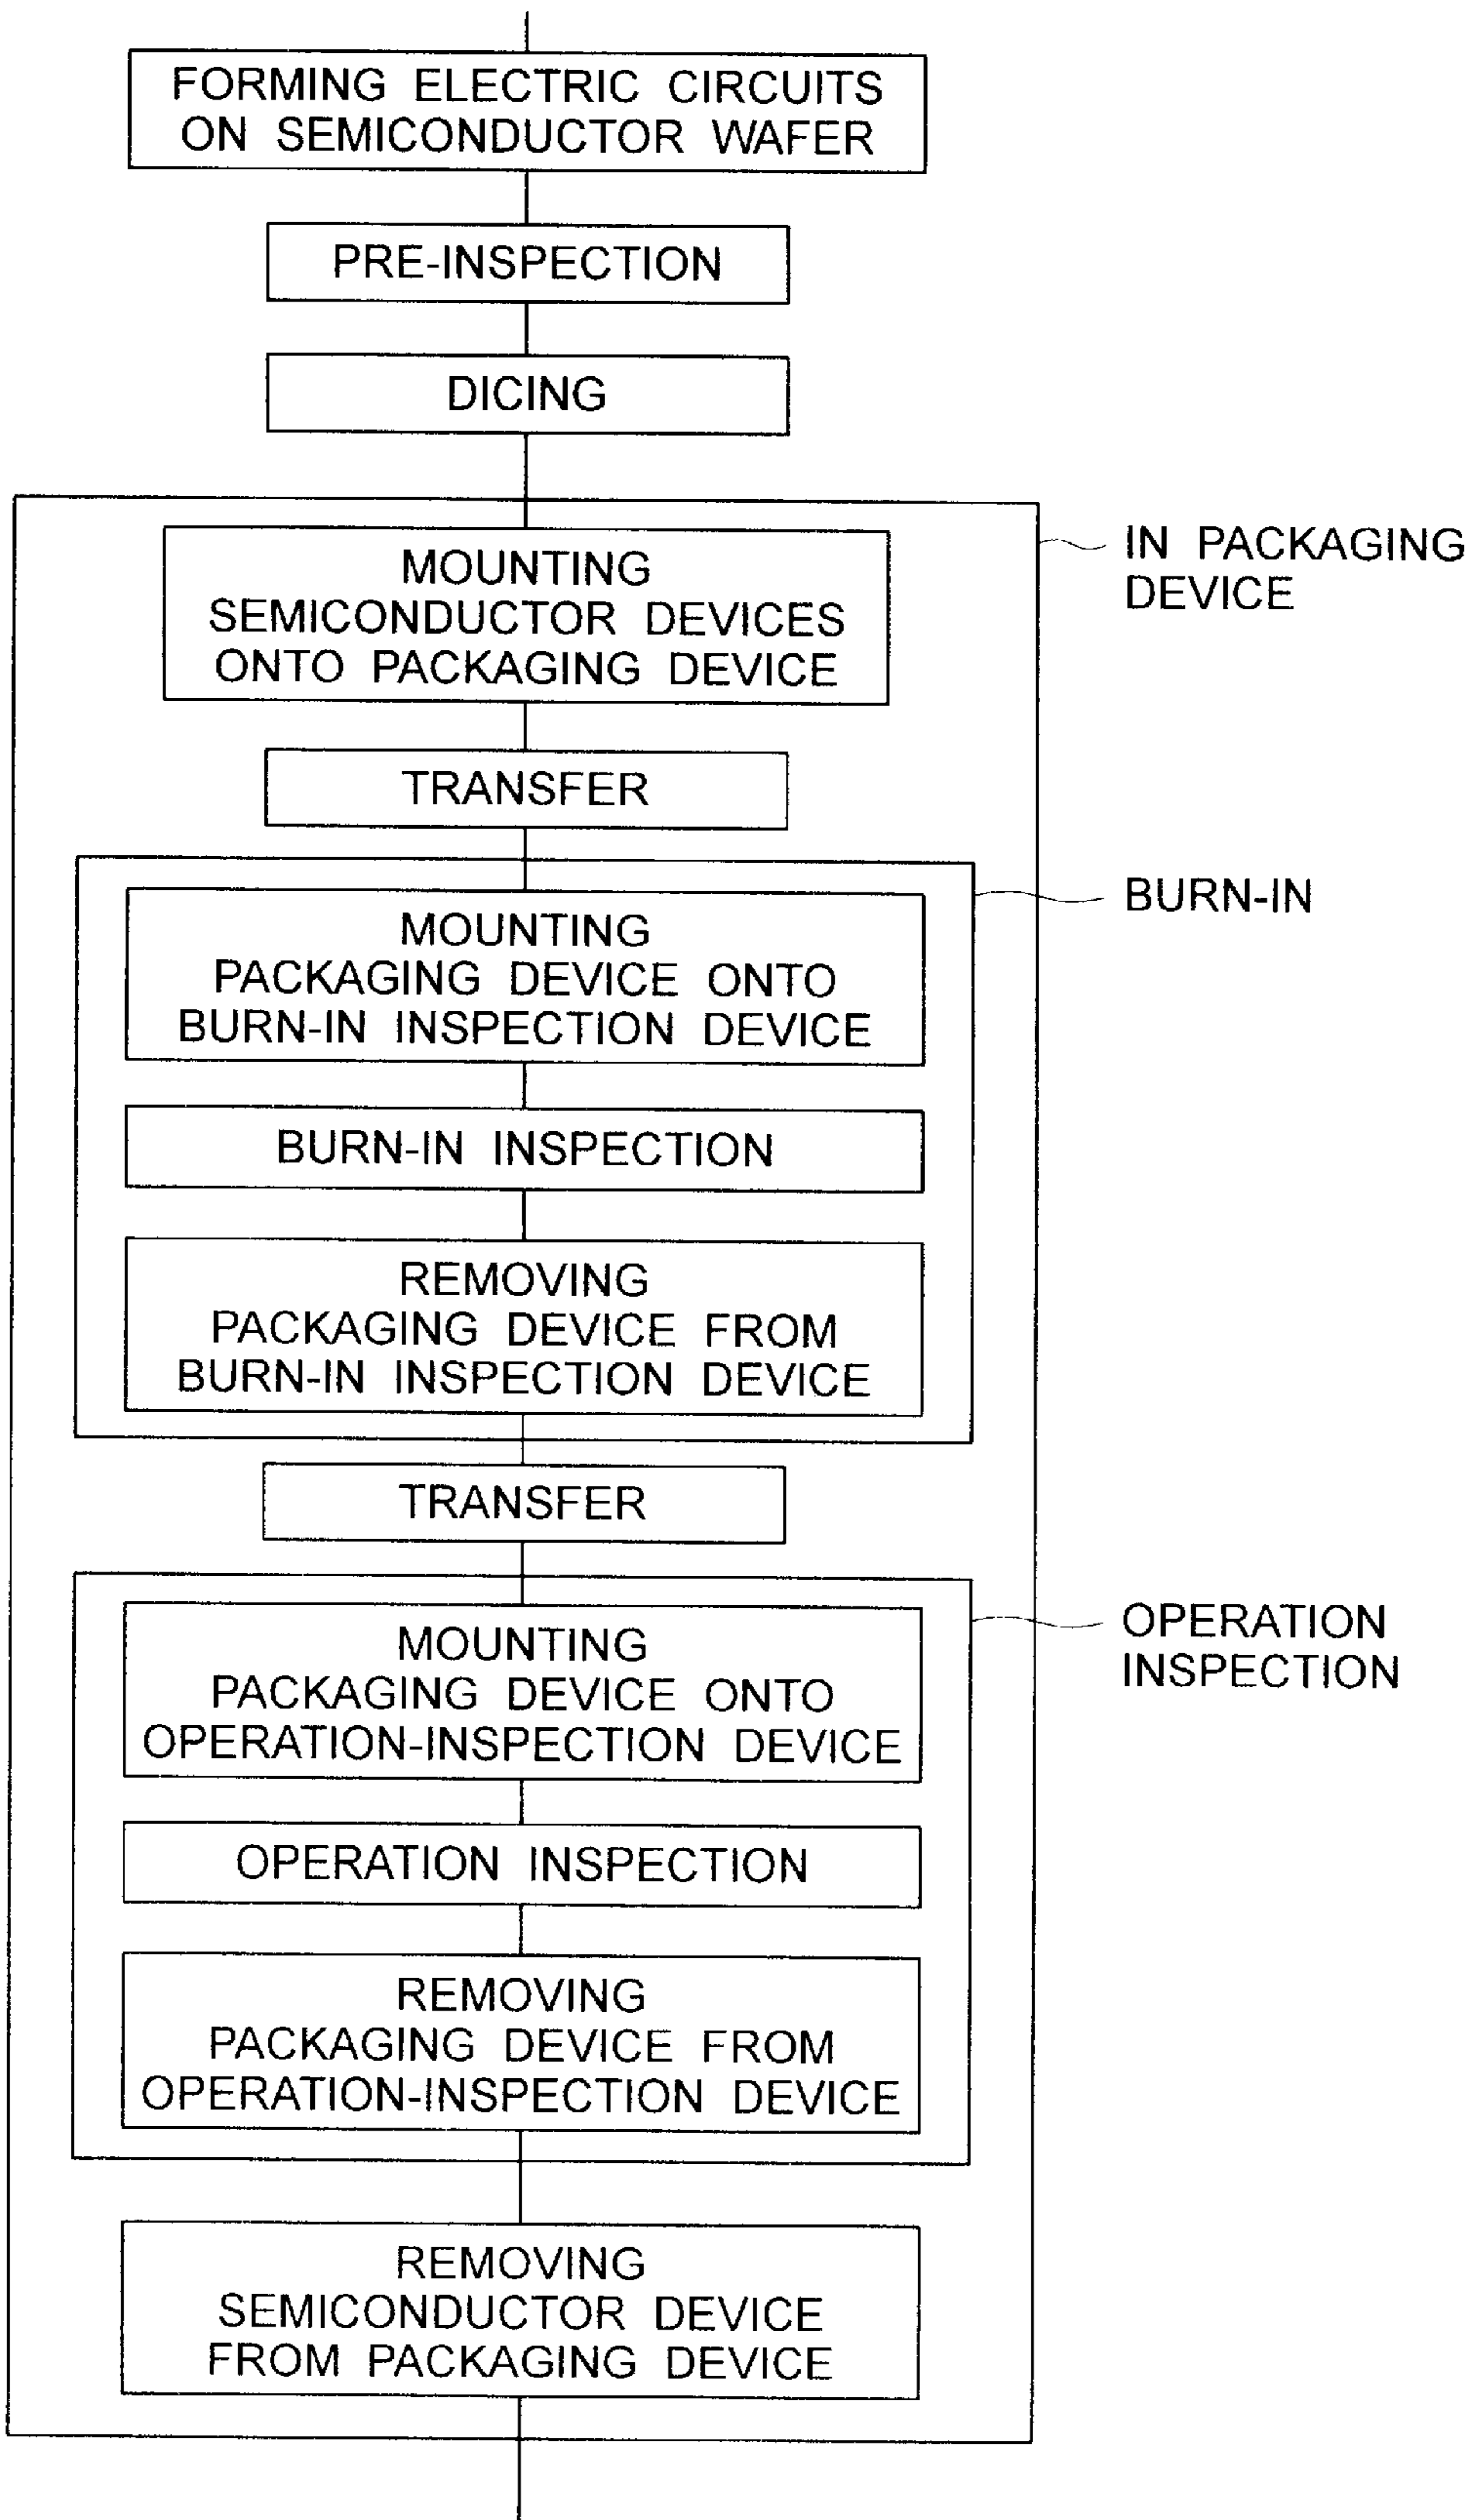 FORMING ELECTRIC CIRCUITS
ON SEMICONDUCTOR WAFER
PRE-INSPECTION
DICING
IN PACKAGING
DEVICE
MOUNTING
SEMICONDUCTOR DEVICES
ONTO PACKAGING DEVICE
TRANSFER
BURN-IN
MOUNTING
PACKAGING DEVICE ONTO
BURN-IN INSPECTION DEVICE
BURN-IN INSPECTION
REMOVING
PACKAGING DEVICE FROM
BURN-IN INSPECTION DEVICE
TRANSFER
OPERATION
INSPECTION
MOUNTING
PACKAGING DEVICE ONTO
OPERATION-INSPECTION DEVICE
OPERATION INSPECTION
REMOVING
PACKAGING DEVICE FROM
OPERATION-INSPECTION DEVICE
REMOVING
SEMICONDUCTOR DEVICE
FROM PACKAGING DEVICE